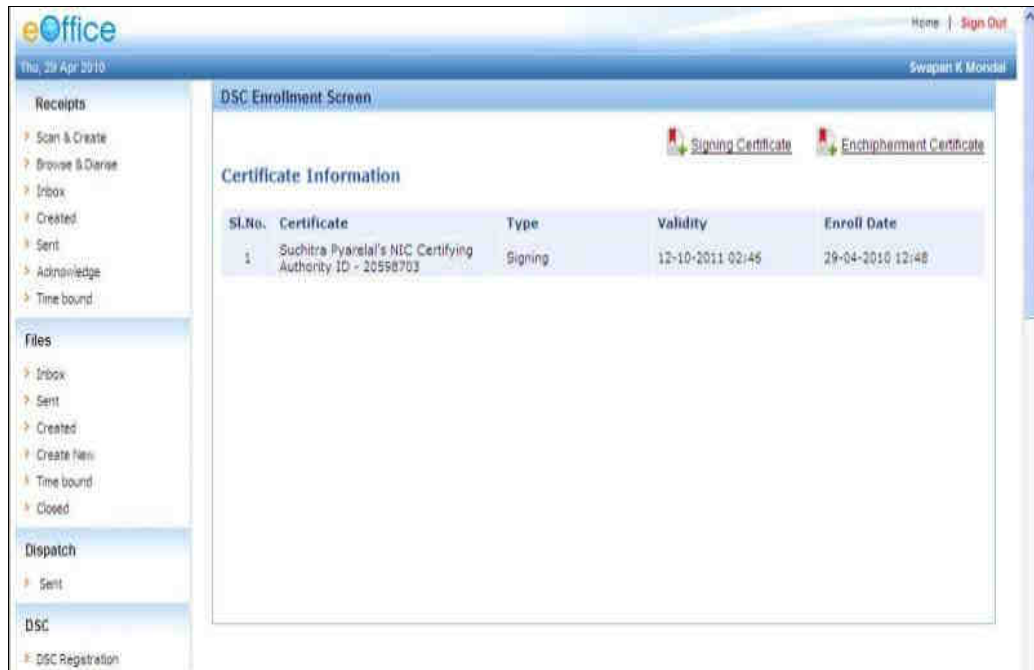 eOffice
Home | Sign Out
Thu, 29 Apr 2010
Swapan K Mondal
Receipts
Scan & Create
Browse & Diarise
Inbox
Created
Sent
Acknowledge
Time bound
Files
Inbox
Sent
Created
Create New
Time bound
Closed
Dispatch
Sent
DSC
DSC Registration
DSC Enrollment Screen
Signing Certificate
Enchipherment Certificate
Certificate Information
Sl.No. Certificate Type Validity Enroll Date
1 Suchitra Pyarelal's NIC Certifying Authority ID - 20598703 Signing 12-10-2011 02:46 29-04-2010 12:48